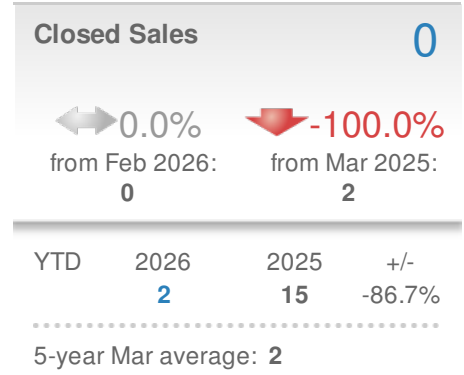 Closed Sales 0
0.0% -100.0%
from Feb 2026: from Mar 2025:
0 2
YTD 2026 2025 +/-
2 15 -86.7%
5-year Mar average: 2